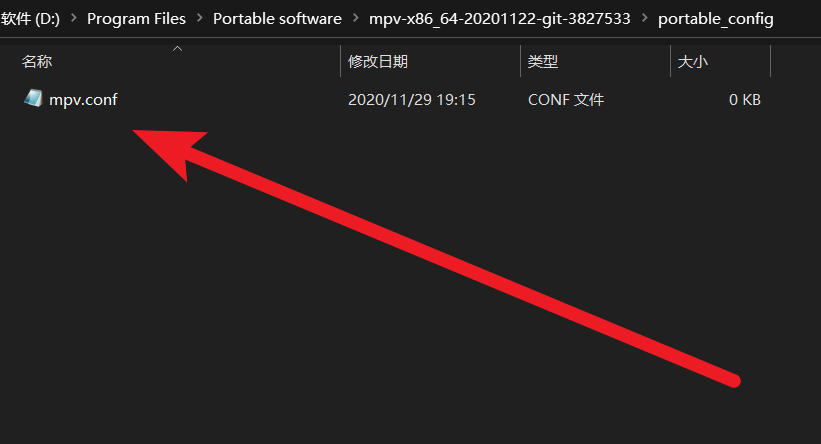 软件 (D:) > Program Files > Portable software > mpv-x86_64-20201122-git-3827533 > portable_config
名称 修改日期 类型 大小
mpv.conf 2020/11/29 19:15 CONF 文件 0 KB